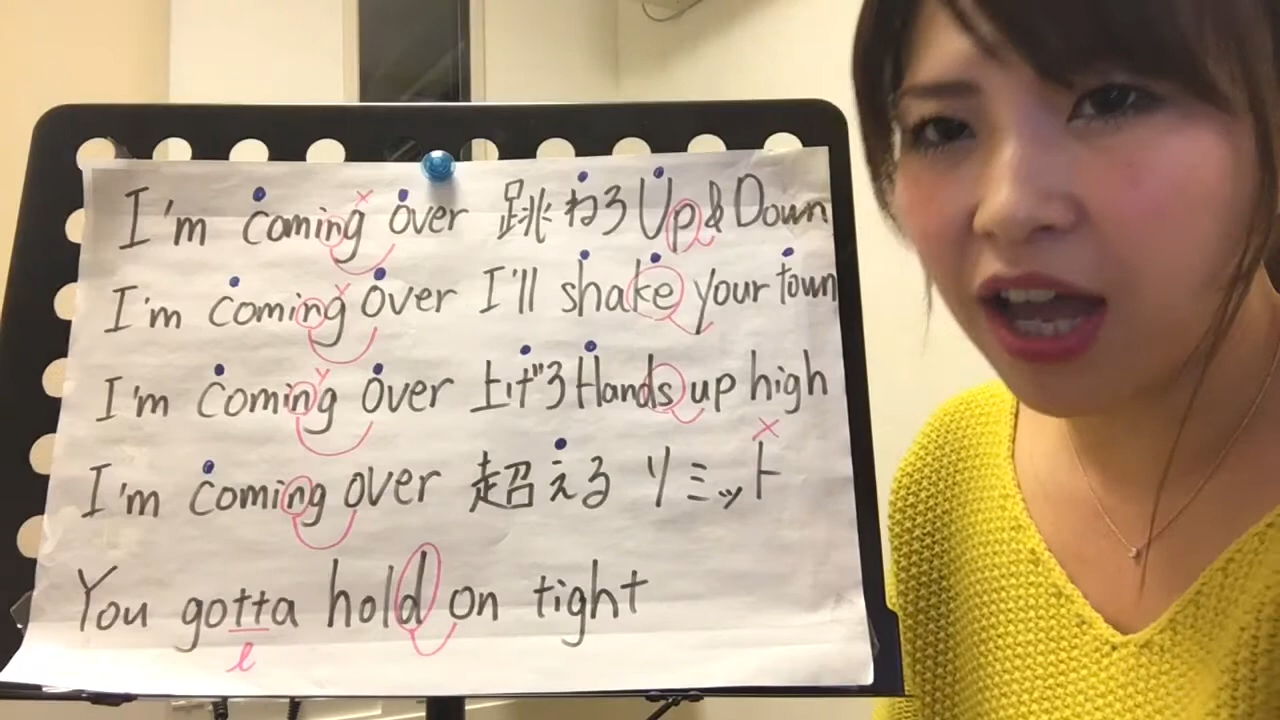 I'm coming over 跳ねろ Up & Down
I'm coming over I'll shake your town
I'm coming over 上げろ Hands up high
I'm coming over 超える リミット
You gotta hold on tight
l